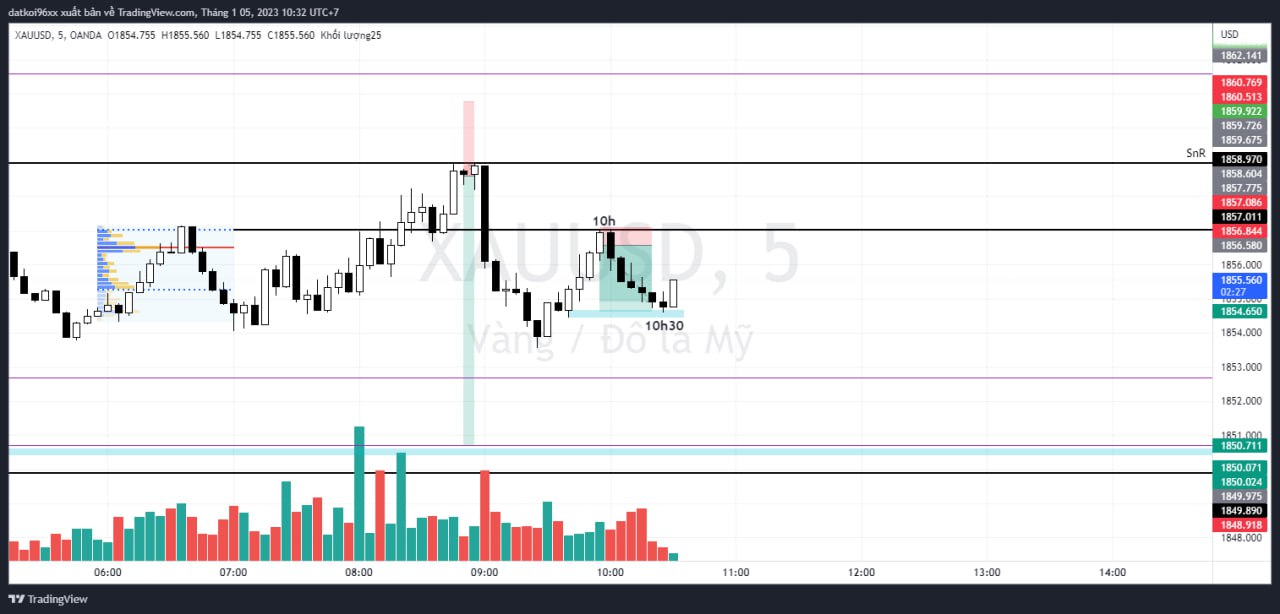 datkoi96xx xuất bản về TradingView.com, Tháng 1 05, 2023 10:32 UTC+7
XAUUSD, 5, OANDA O1854.755 H1855.560 L1854.755 C1855.560 Khối lượng25
USD
1862.141
1860.769
1860.513
1859.922
1859.726
1859.675
SnR
1858.970
1858.604
1857.775
1857.086
1857.011
10h
1856.844
1856.580
XAUUSD, 5
1856.000
1855.560
02:27
1854.650
10h30
Vàng / Đô la Mỹ
1854.000
1853.000
1852.000
1851.000
1850.711
1850.071
1850.024
1849.975
1849.890
1848.918
1848.000
06:00 07:00 08:00 09:00 10:00 11:00 12:00 13:00 14:00
TradingView